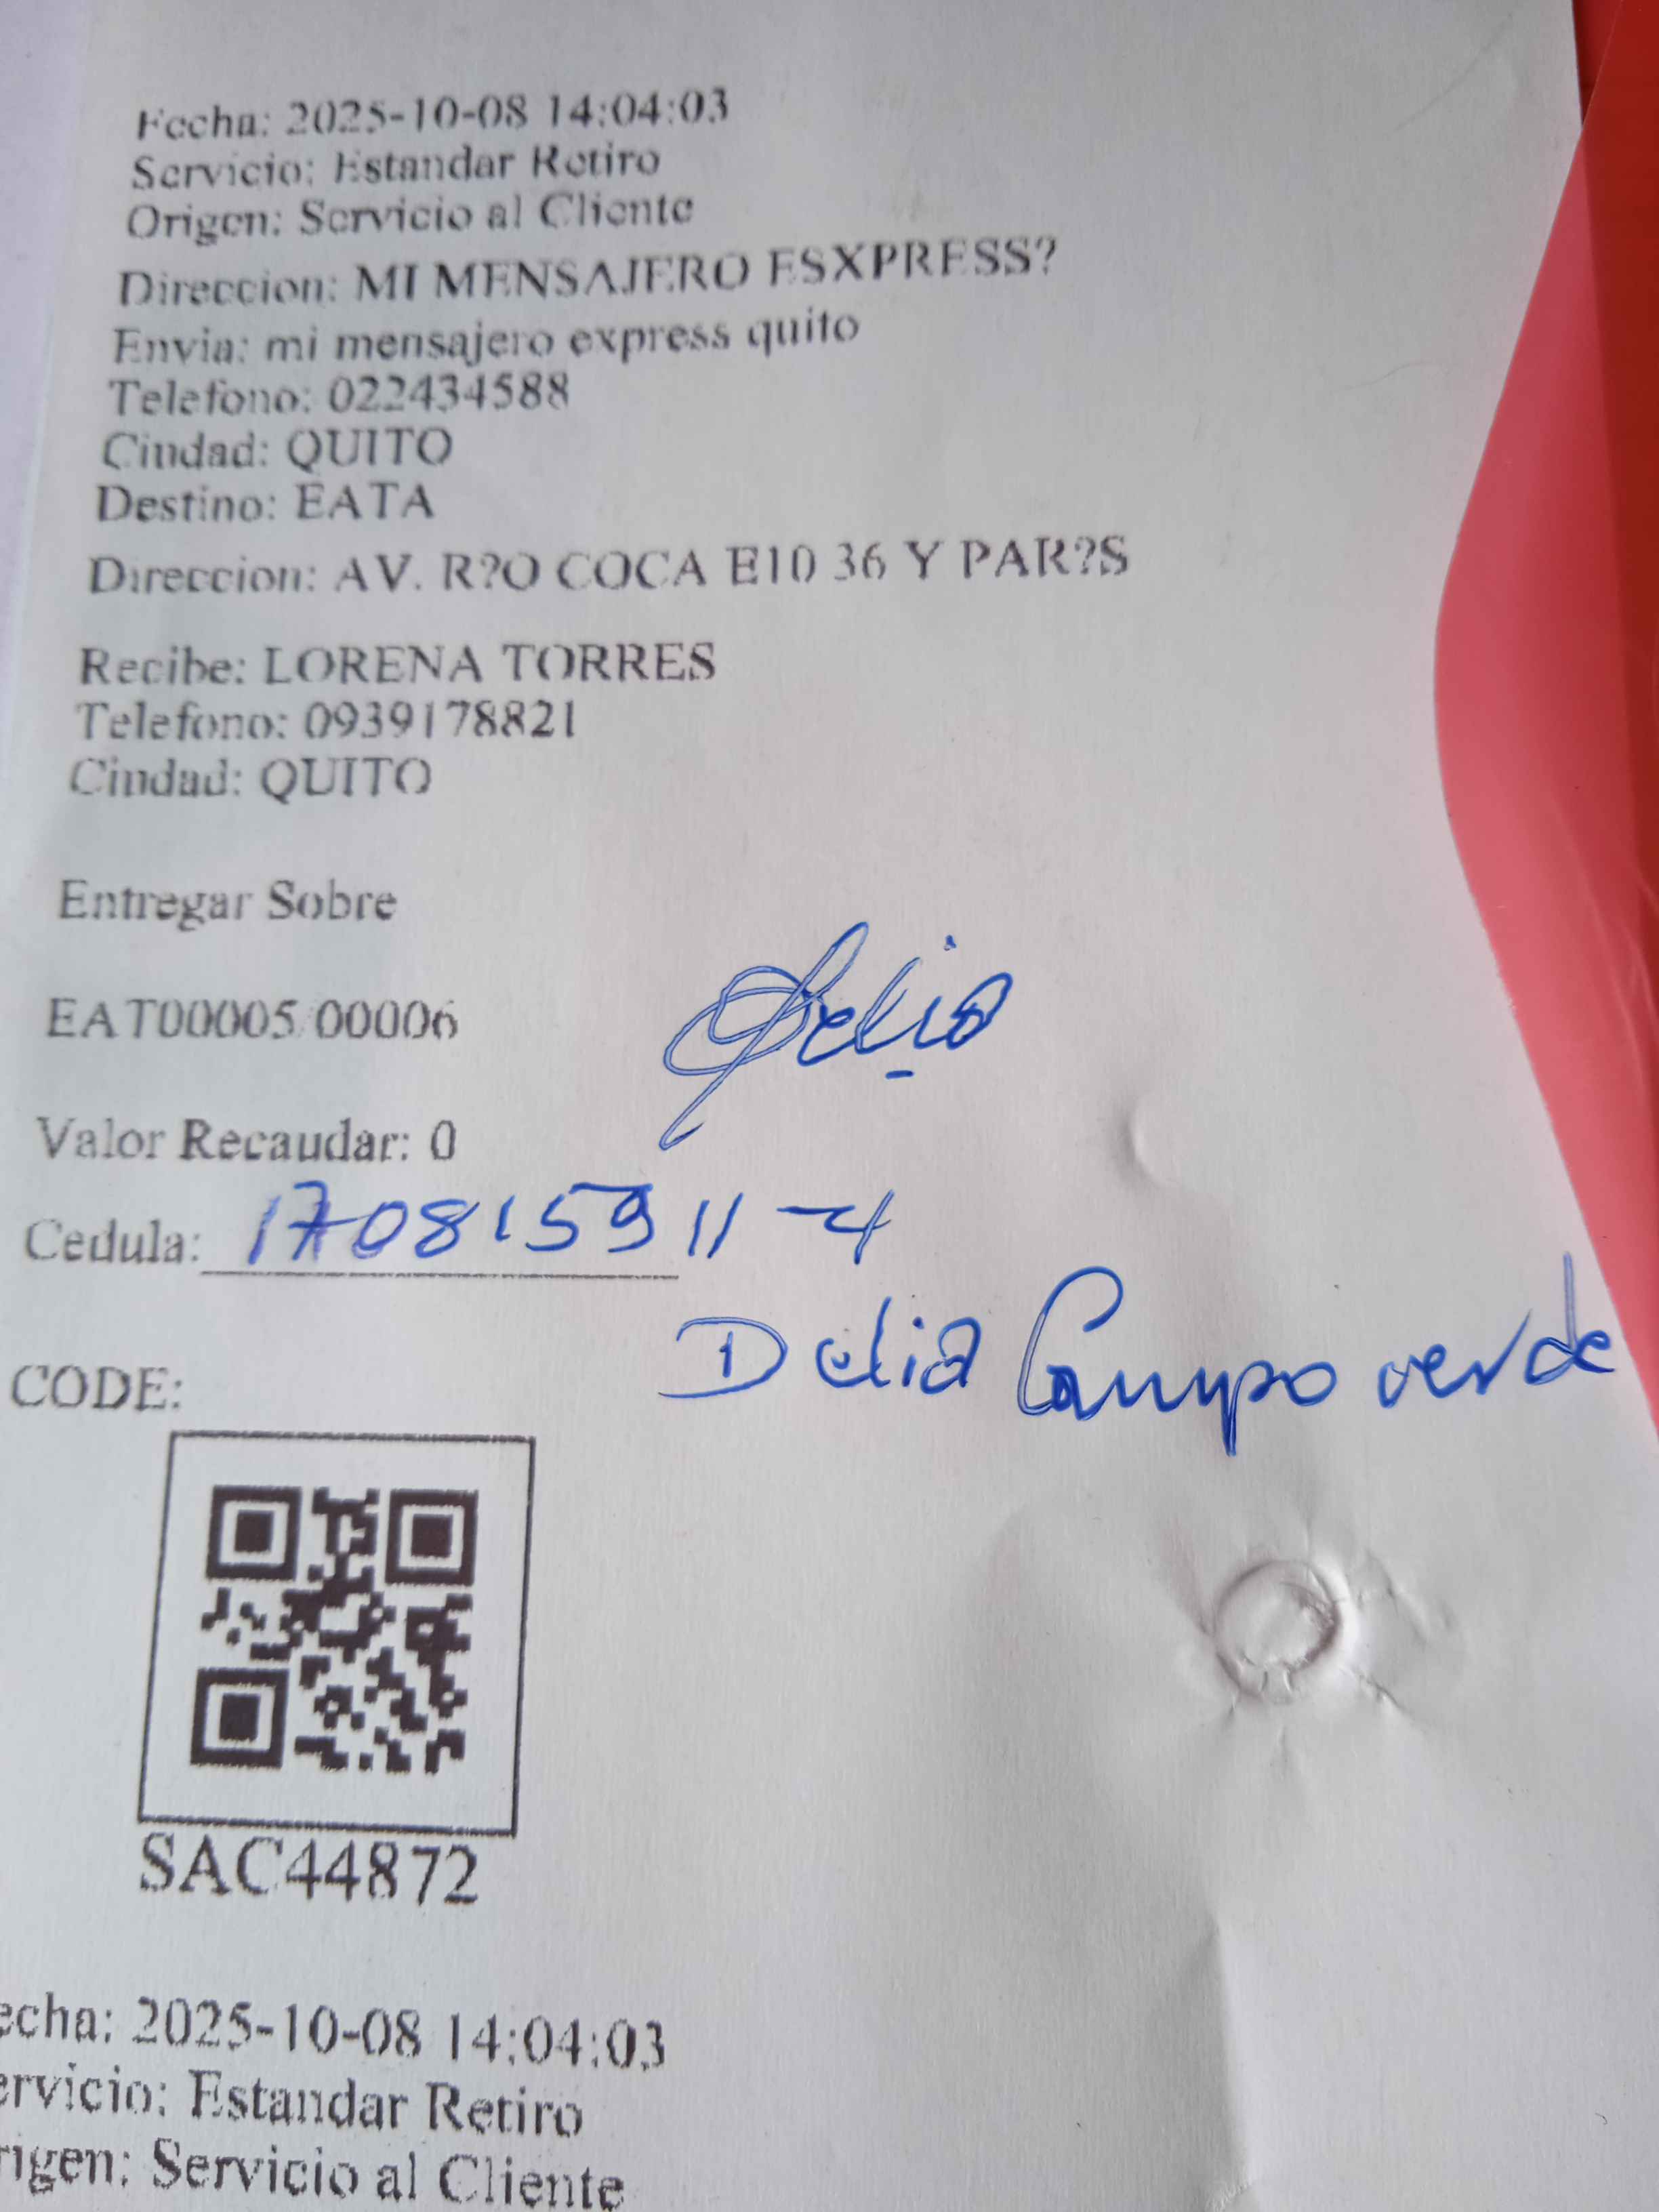 Fecha: 2025-10-08 14:04:03
Servicio: Estandar Retiro
Origen: Servicio al Cliente
Direccion: MI MENSAJERO ESXPRESS?
Envia: mi mensajero express quito
Telefono: 022434588
Ciudad: QUITO
Destino: EATA
Direccion: AV. R?O COCA E10 36 Y PAR?S
Recibe: LORENA TORRES
Telefono: 0939178821
Ciudad: QUITO
Entregar Sobre
EAT00005 00006
Delia
Valor Recaudar: 0
Cedula: 170815911-4
Delia Campoverde
CODE:
SAC44872
echa: 2025-10-08 14:04:03
ervicio: Estandar Retiro
rigen: Servicio al Cliente